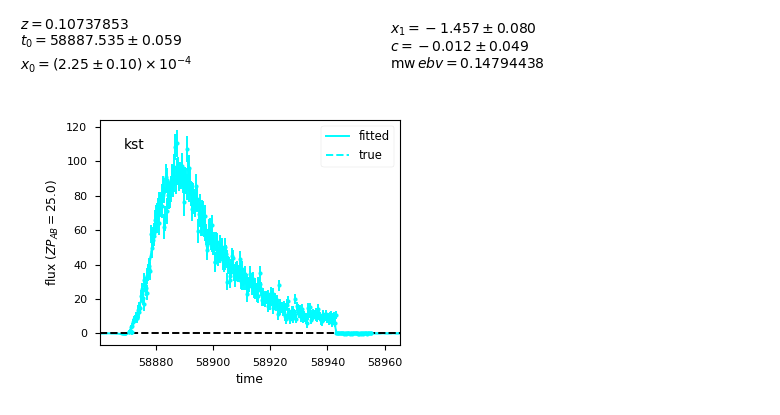 z = 0.10737853
t₀ = 58887.535 ± 0.059
x₀ = (2.25 ± 0.10) × 10⁻⁴
x₁ = −1.457 ± 0.080
c = −0.012 ± 0.049
mw ebv = 0.14794438
kst
fitted
true
flux (ZP_AB = 25.0)
120
100
80
60
40
20
0
58880 58900 58920 58940 58960
time